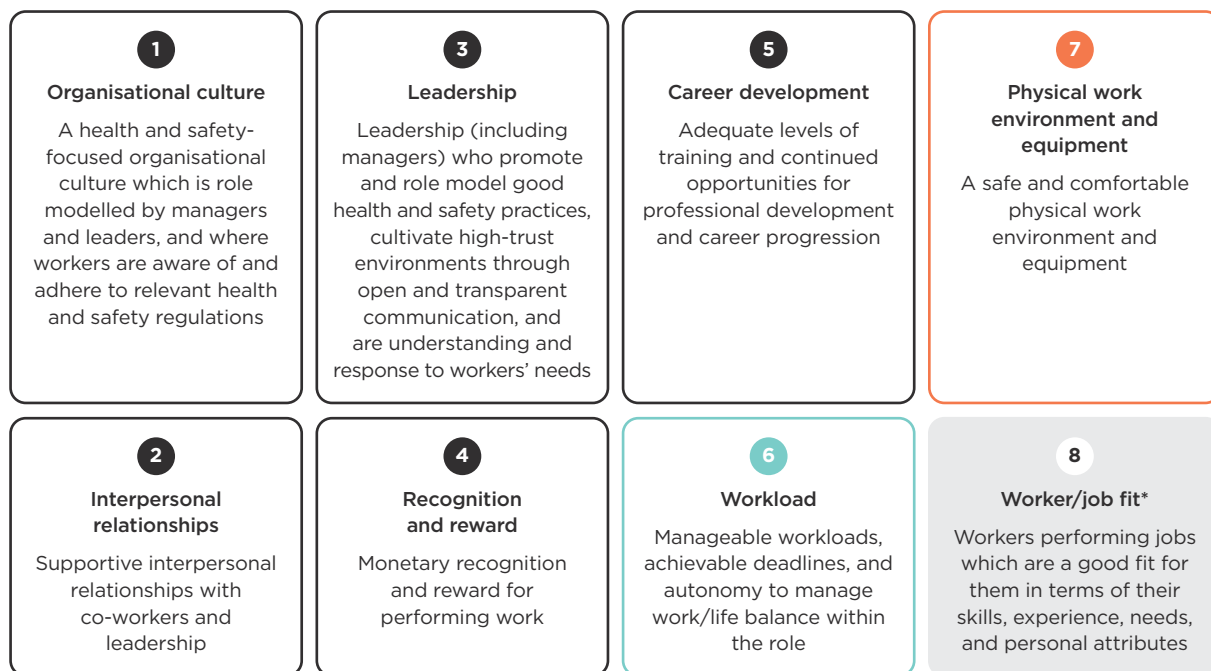 1
Organisational culture
A health and safety-
focused organisational
culture which is role
modelled by managers
and leaders, and where
workers are aware of and
adhere to relevant health
and safety regulations
2
Interpersonal
relationships
Supportive interpersonal
relationships with
co-workers and
leadership
3
Leadership
Leadership (including
managers) who promote
and role model good
health and safety practices,
cultivate high-trust
environments through
open and transparent
communication, and
are understanding and
response to workers’ needs
4
Recognition
and reward
Monetary recognition
and reward for
performing work
5
Career development
Adequate levels of
training and continued
opportunities for
professional development
and career progression
6
Workload
Manageable workloads,
achievable deadlines, and
autonomy to manage
work/life balance within
the role
7
Physical work
environment and
equipment
A safe and comfortable
physical work
environment and
equipment
8
Worker/job fit*
Workers performing jobs
which are a good fit for
them in terms of their
skills, experience, needs,
and personal attributes